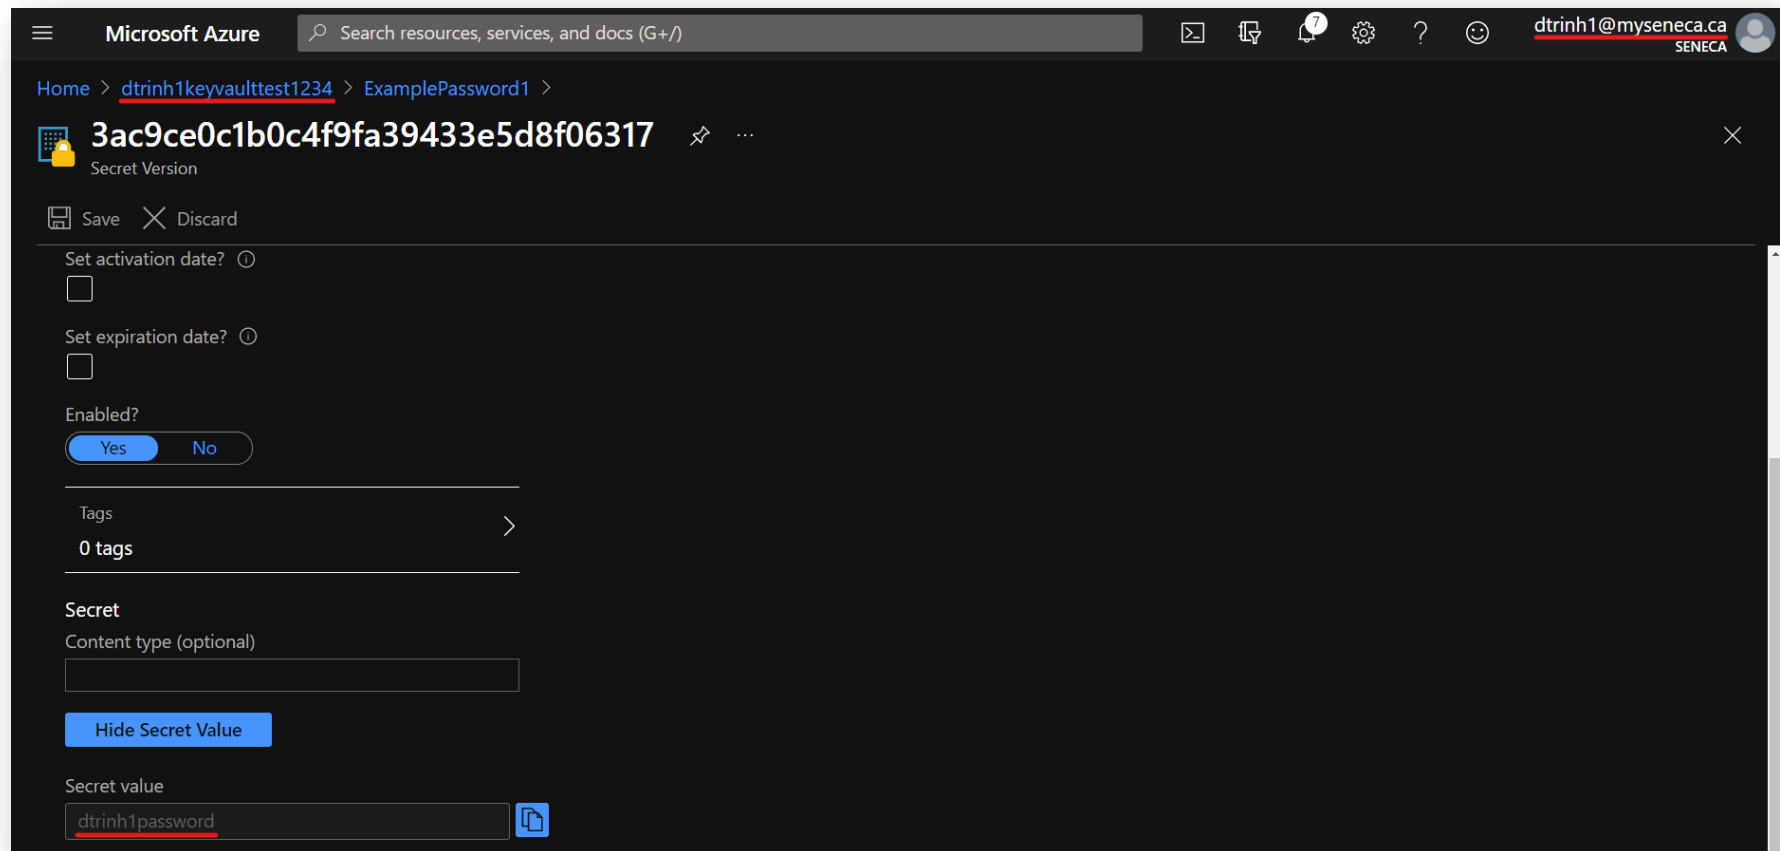 Microsoft Azure
Search resources, services, and docs (G+/)
7
dtrinh1@myseneca.ca
SENECA
Home > dtrinh1keyvaulttest1234 > ExamplePassword1 >
3ac9ce0c1b0c4f9fa39433e5d8f06317
...
Secret Version
Save
Discard
Set activation date?
Set expiration date?
Enabled?
Yes No
Tags
0 tags
Secret
Content type (optional)
Hide Secret Value
Secret value
dtrinh1password